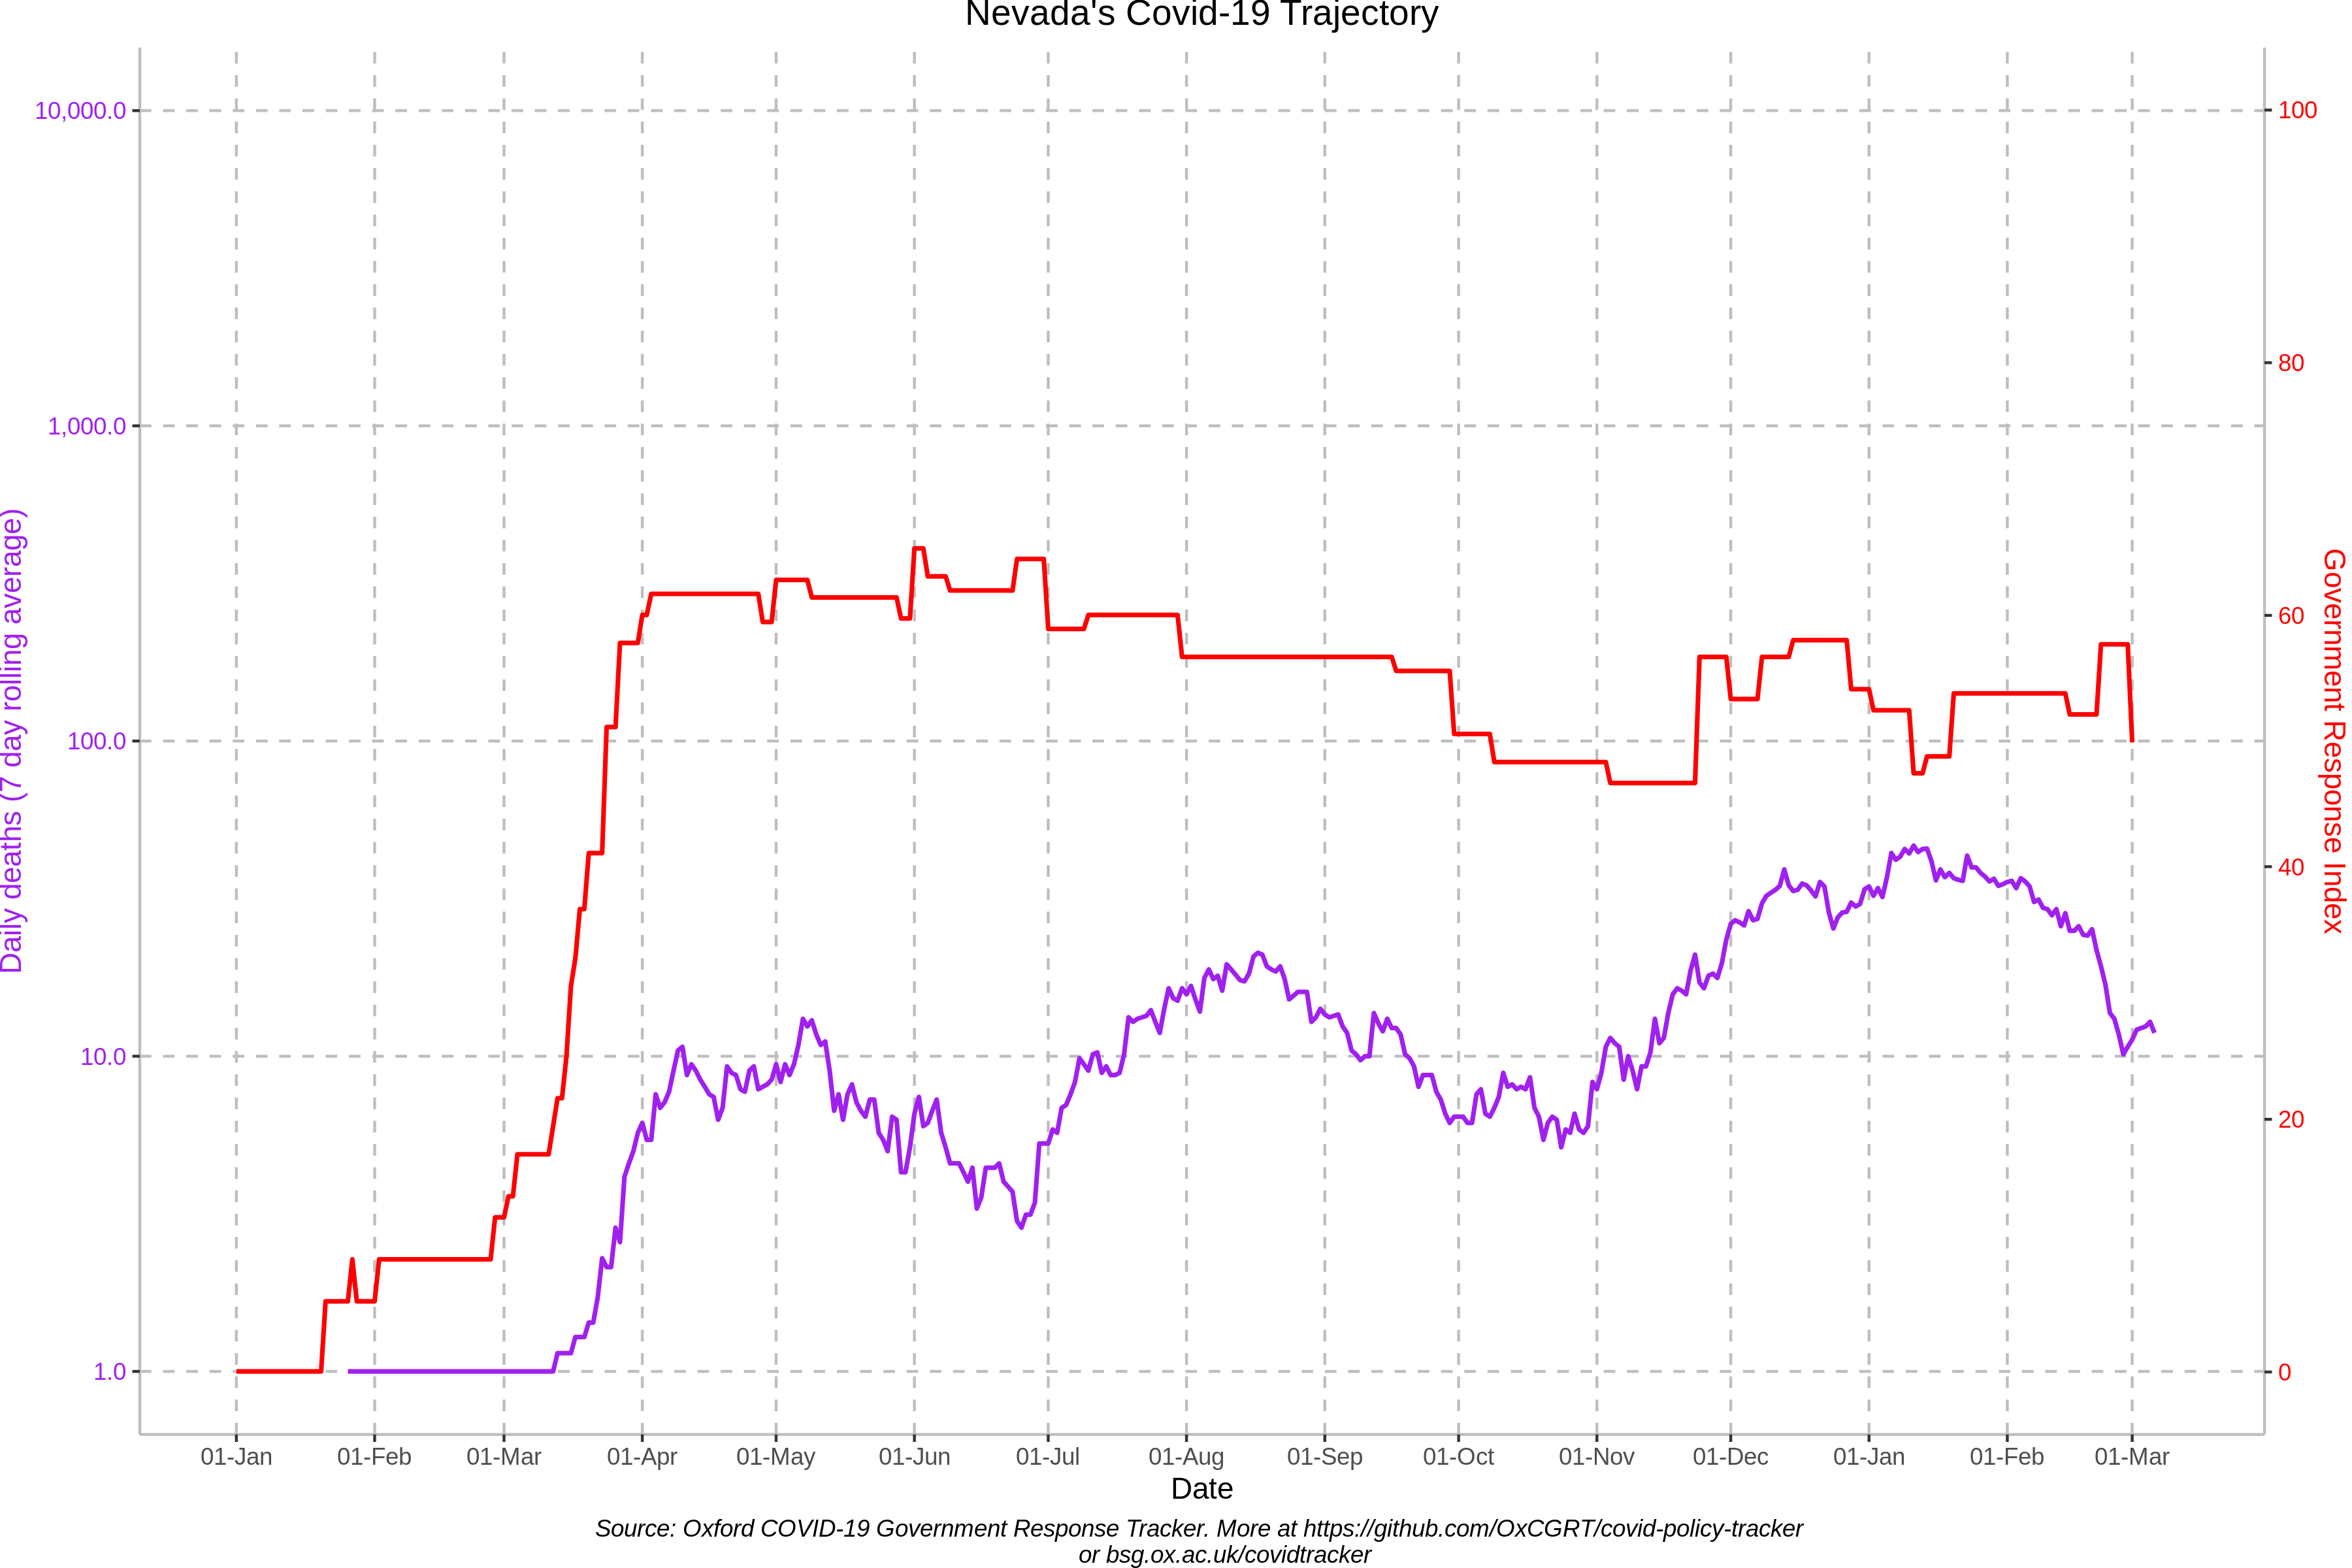 Nevada's Covid-19 Trajectory
10,000.0
1,000.0
100.0
10.0
1.0
Daily deaths (7 day rolling average)
100
80
60
40
20
0
Government Response Index
01-Jan 01-Feb 01-Mar 01-Apr 01-May 01-Jun 01-Jul 01-Aug 01-Sep 01-Oct 01-Nov 01-Dec 01-Jan 01-Feb 01-Mar
Date
Source: Oxford COVID-19 Government Response Tracker. More at https://github.com/OxCGRT/covid-policy-tracker
or bsg.ox.ac.uk/covidtracker